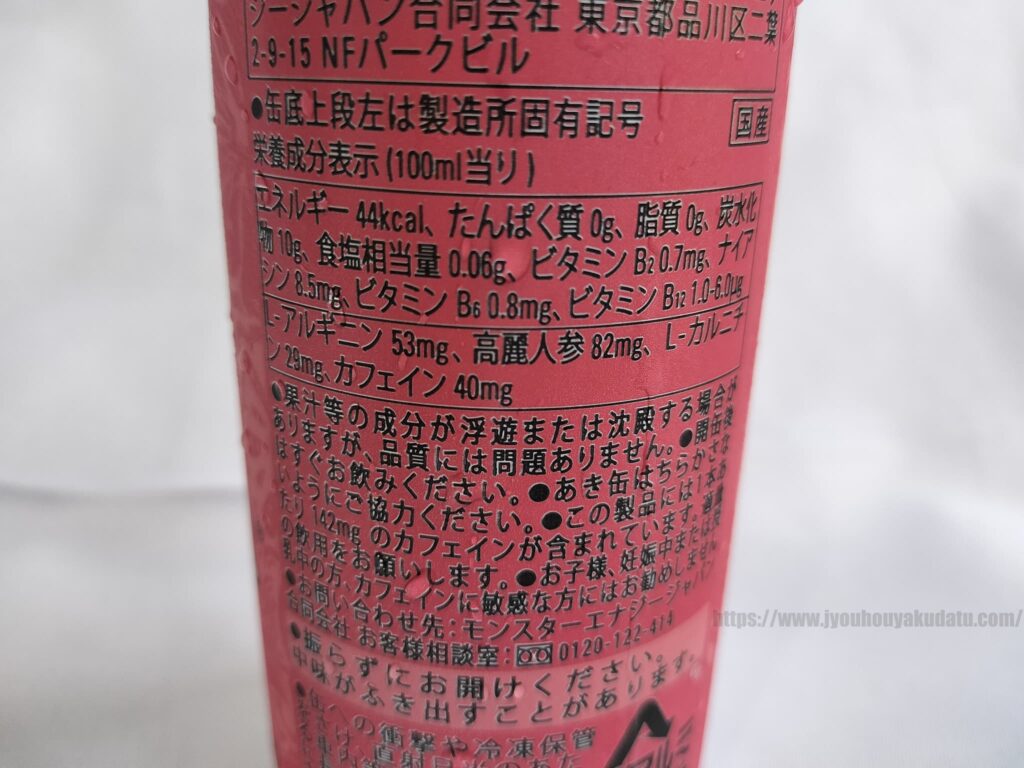 ジージャパン合同会社 東京都品川区二葉
2-9-15 NFパークビル
●缶底上段左は製造所固有記号
国産
栄養成分表示(100ml当り)
エネルギー 44kcal、たんぱく質 0g、脂質 0g、炭水化
物 10g、食塩相当量 0.06g、ビタミン B2 0.7mg、ナイア
シン 8.5mg、ビタミン B6 0.8mg、ビタミン B12 1.0-6.0μg
L-アルギニン 53mg、高麗人参 82mg、L-カルニチ
ン 29mg、カフェイン 40mg
●果汁等の成分が浮遊または沈殿する場合が
ありますが、品質には問題ありません。●開缶後
はすぐお飲みください。●あき缶はちらかさな
いようにご協力ください。●この製品には1本あ
たり 142mg のカフェインが含まれています。適量
の飲用をお願いします。●お子様、妊娠中または授
乳中の方、カフェインに敏感な方にはお勧めしません。
●お問い合わせ先:モンスターエナジージャパン
合同会社 お客様相談室: 0120-122-414
●振らずにお開けください。
中味がふき出すことがあります。
●缶への衝撃や冷凍保管
直射日光のあた
アルミ
https://www.jyouhouyakudatu.com/